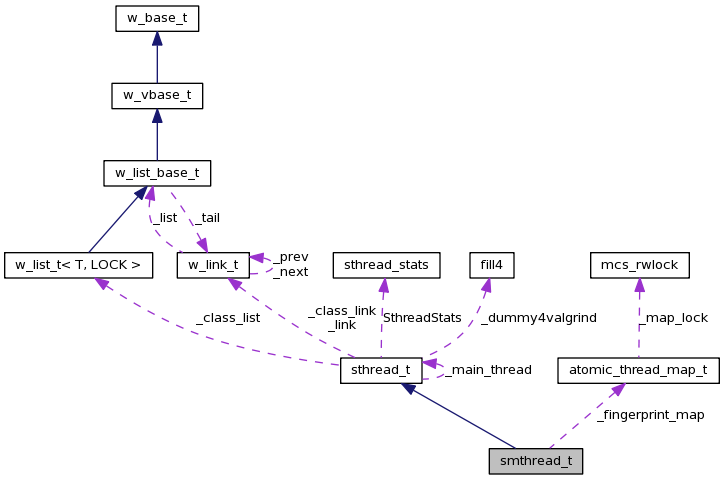 w_base_t
w_vbase_t
w_list_base_t
_list
_tail
w_list_t< T, LOCK >
w_link_t
_prev
_next
sthread_stats
fill4
mcs_rwlock
_class_list
_class_link
_link
SthreadStats
_dummy4valgrind
_map_lock
sthread_t
_main_thread
atomic_thread_map_t
_fingerprint_map
smthread_t